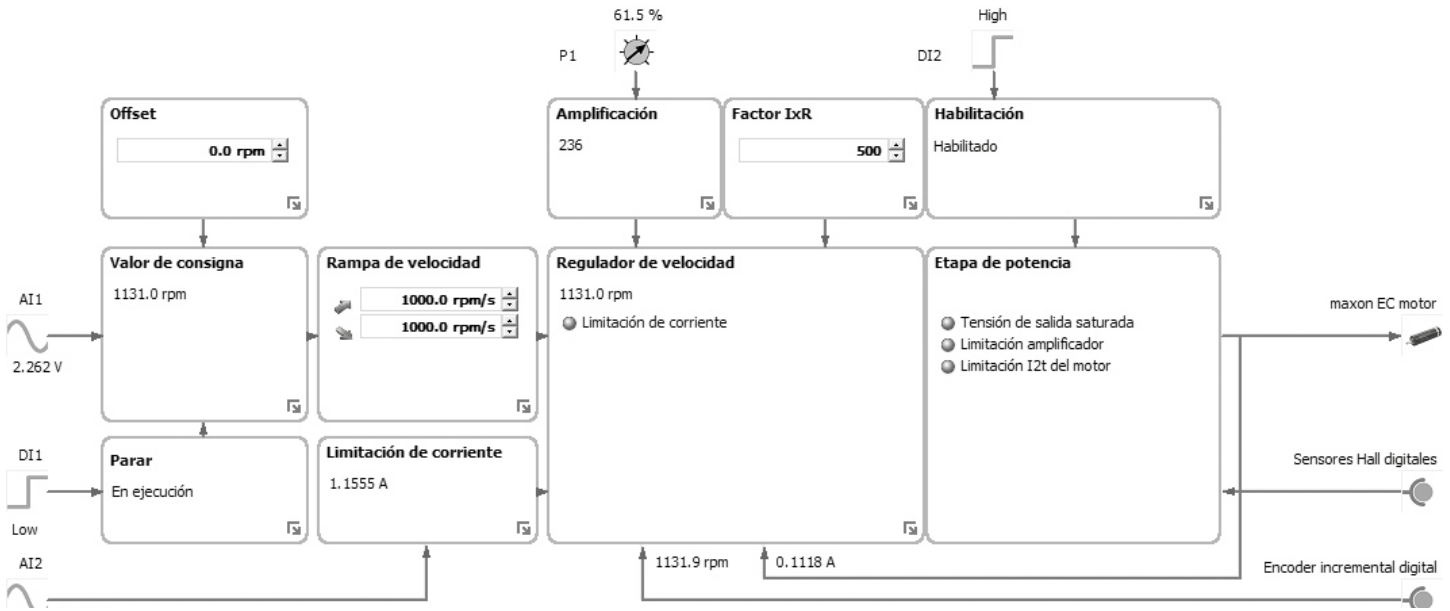 61.5 %
High
P1
DI2
Offset
0.0 rpm
Amplificación
236
Factor IxR
500
Habilitación
Habilitado
Valor de consigna
1131.0 rpm
Rampa de velocidad
1000.0 rpm/s
1000.0 rpm/s
Regulador de velocidad
1131.0 rpm
Limitación de corriente
Etapa de potencia
Tensión de salida saturada
Limitación amplificador
Limitación I2t del motor
AI1
2.262 V
maxon EC motor
DI1
Low
Parar
En ejecución
Limitación de corriente
1.1555 A
Sensores Hall digitales
AI2
1131.9 rpm
0.1118 A
Encoder incremental digital